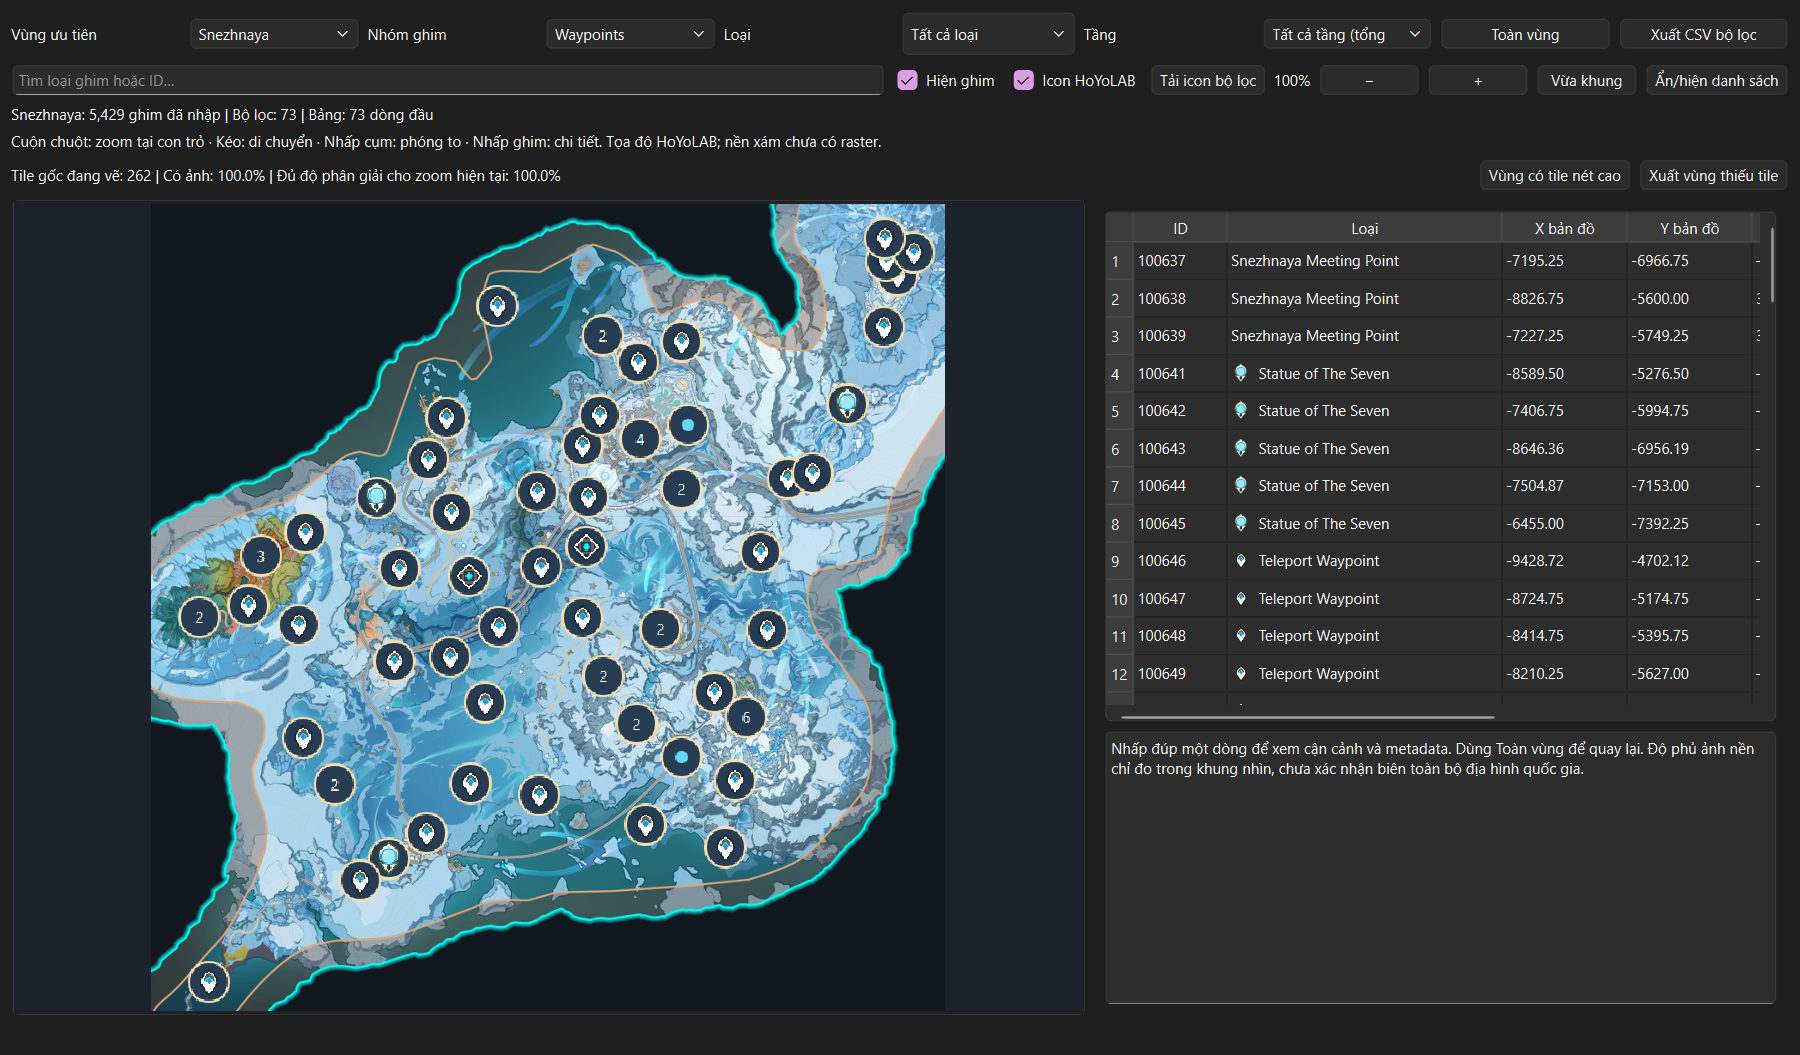 Vùng ưu tiên
Snezhnaya
Nhóm ghim
Waypoints
Loại
Tất cả loại
Tầng
Tất cả tầng (tổng
Toàn vùng
Xuất CSV bộ lọc
Tìm loại ghim hoặc ID...
Hiện ghim
Icon HoYoLAB
Tải icon bộ lọc
100%
−
+
Vừa khung
Ẩn/hiện danh sách
Snezhnaya: 5,429 ghim đã nhập | Bộ lọc: 73 | Bảng: 73 dòng đầu
Cuộn chuột: zoom tại con trỏ · Kéo: di chuyển · Nhấp cụm: phóng to · Nhấp ghim: chi tiết. Tọa độ HoYoLAB; nền xám chưa có raster.
Tile gốc đang vẽ: 262 | Có ảnh: 100.0% | Đủ độ phân giải cho zoom hiện tại: 100.0%
Vùng có tile nét cao
Xuất vùng thiếu tile
2
4
2
3
2
2
2
6
2
2
ID Loại X bản đồ Y bản đồ
1 100637 Snezhnaya Meeting Point -7195.25 -6966.75 -
2 100638 Snezhnaya Meeting Point -8826.75 -5600.00
3 100639 Snezhnaya Meeting Point -7227.25 -5749.25
4 100641 Statue of The Seven -8589.50 -5276.50 -
5 100642 Statue of The Seven -7406.75 -5994.75 -
6 100643 Statue of The Seven -8646.36 -6956.19 -
7 100644 Statue of The Seven -7504.87 -7153.00 -
8 100645 Statue of The Seven -6455.00 -7392.25 -
9 100646 Teleport Waypoint -9428.72 -4702.12 -
10 100647 Teleport Waypoint -8724.75 -5174.75 -
11 100648 Teleport Waypoint -8414.75 -5395.75 -
12 100649 Teleport Waypoint -8210.25 -5627.00 -
Nhấp đúp một dòng để xem cận cảnh và metadata. Dùng Toàn vùng để quay lại. Độ phủ ảnh nền
chỉ đo trong khung nhìn, chưa xác nhận biên toàn bộ địa hình quốc gia.